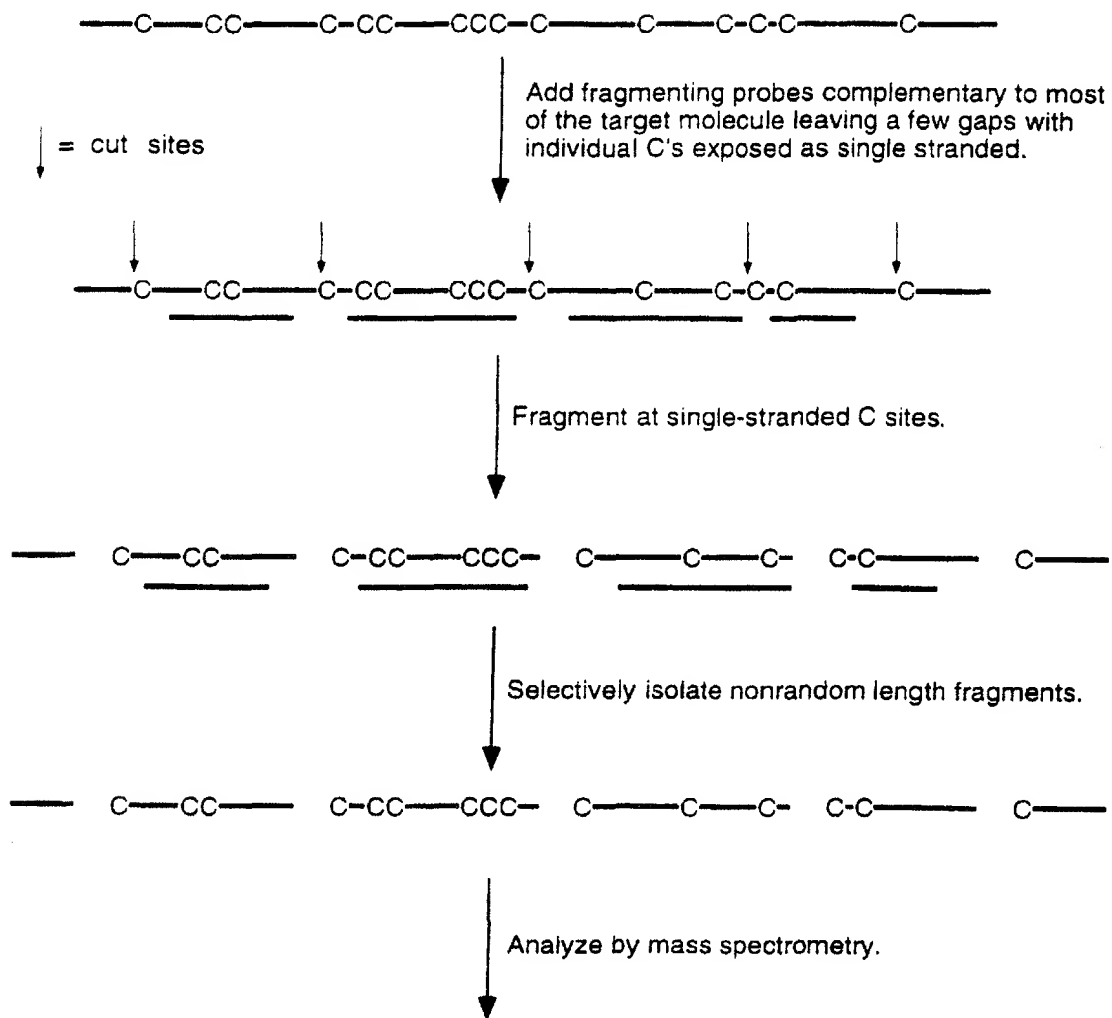 C CC C-CC CCC-C C C-C-C C
Add fragmenting probes complementary to most
of the target molecule leaving a few gaps with
individual C's exposed as single stranded.
= cut sites
C CC C-CC CCC-C C C-C-C C
Fragment at single-stranded C sites.
C CC C-CC CCC- C C C- C-C C
Selectively isolate nonrandom length fragments.
C CC C-CC CCC- C C C- C-C C
Analyze by mass spectrometry.